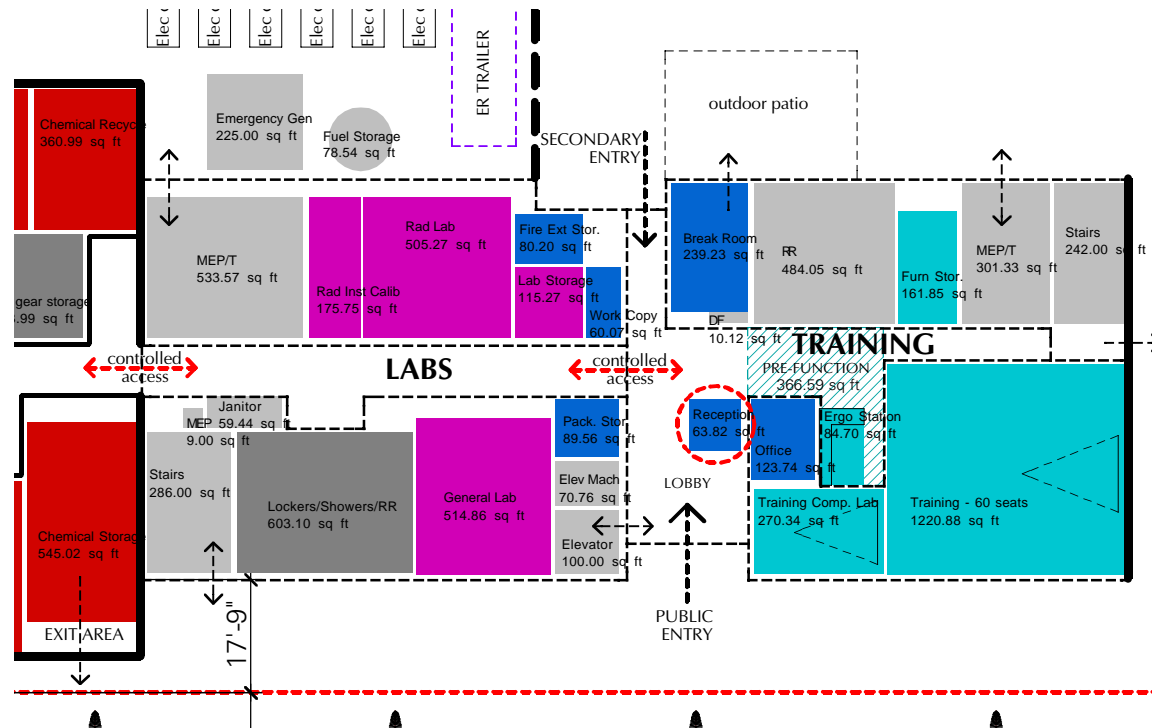 Elec
Elec
Elec
Elec
Elec
Elec
ER TRAILER
outdoor patio
Chemical Recycle
360.99 sq ft
Emergency Gen
225.00 sq ft
Fuel Storage
78.54 sq ft
SECONDARY
ENTRY
gear storage
.99 sq ft
MEP/T
533.57 sq ft
Rad Inst Calib
175.75 sq ft
Rad Lab
505.27 sq ft
Fire Ext Stor.
80.20 sq ft
Lab Storage
115.27 sq ft
Work Copy
60.07 sq ft
Break Room
239.23 sq ft
RR
484.05 sq ft
Furn Stor.
161.85 sq ft
MEP/T
301.33 sq ft
Stairs
242.00 sq ft
DF
10.12 sq ft
controlled
access
LABS
controlled
access
TRAINING
PRE-FUNCTION
366.59 sq ft
Janitor
59.44 sq ft
MEP
9.00 sq ft
Stairs
286.00 sq ft
Lockers/Showers/RR
603.10 sq ft
General Lab
514.86 sq ft
Pack. Stor
89.56 sq ft
Elev Mach
70.76 sq ft
Elevator
100.00 sq ft
Reception
63.82 sq ft
LOBBY
Office
123.74 sq ft
Ergo Station
84.70 sq ft
Training Comp. Lab
270.34 sq ft
Training - 60 seats
1220.88 sq ft
Chemical Storage
545.02 sq ft
EXIT AREA
17'-9"
PUBLIC
ENTRY